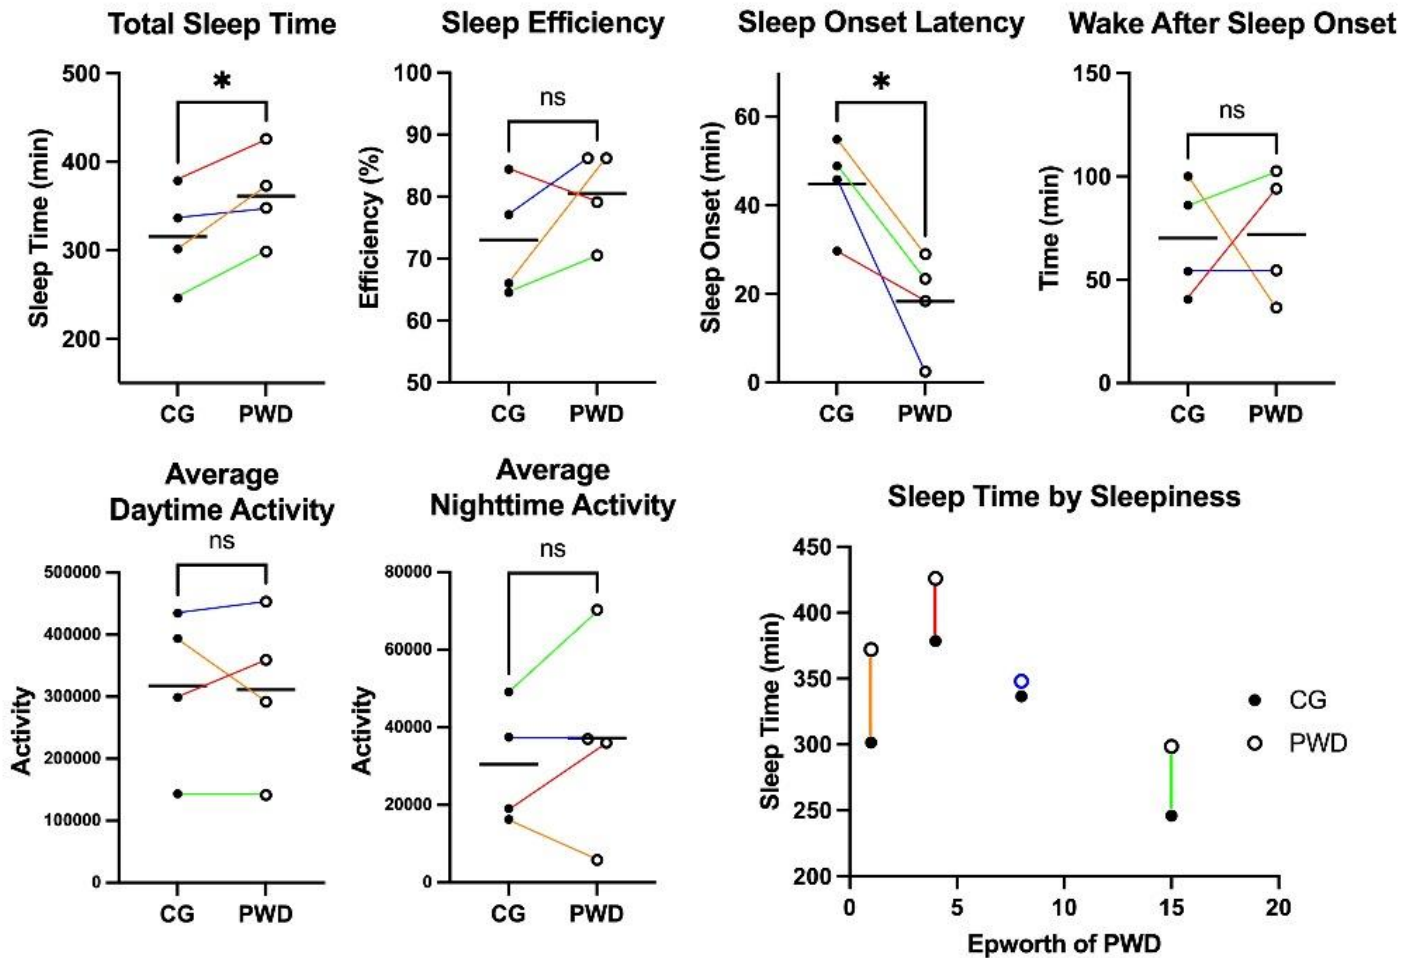 Total Sleep Time
500
400
300
200
Sleep Time (min)
*
CG PWD
Sleep Efficiency
100
90
80
70
60
50
Efficiency (%)
ns
CG PWD
Sleep Onset Latency
60
40
20
0
Sleep Onset (min)
*
CG PWD
Wake After Sleep Onset
150
100
50
0
Time (min)
ns
CG PWD
Average
Daytime Activity
ns
500000
400000
300000
200000
100000
0
Activity
CG PWD
Average
Nighttime Activity
ns
80000
60000
40000
20000
0
Activity
CG PWD
Sleep Time by Sleepiness
450
400
350
300
250
200
Sleep Time (min)
0 5 10 15 20
Epworth of PWD
CG
PWD